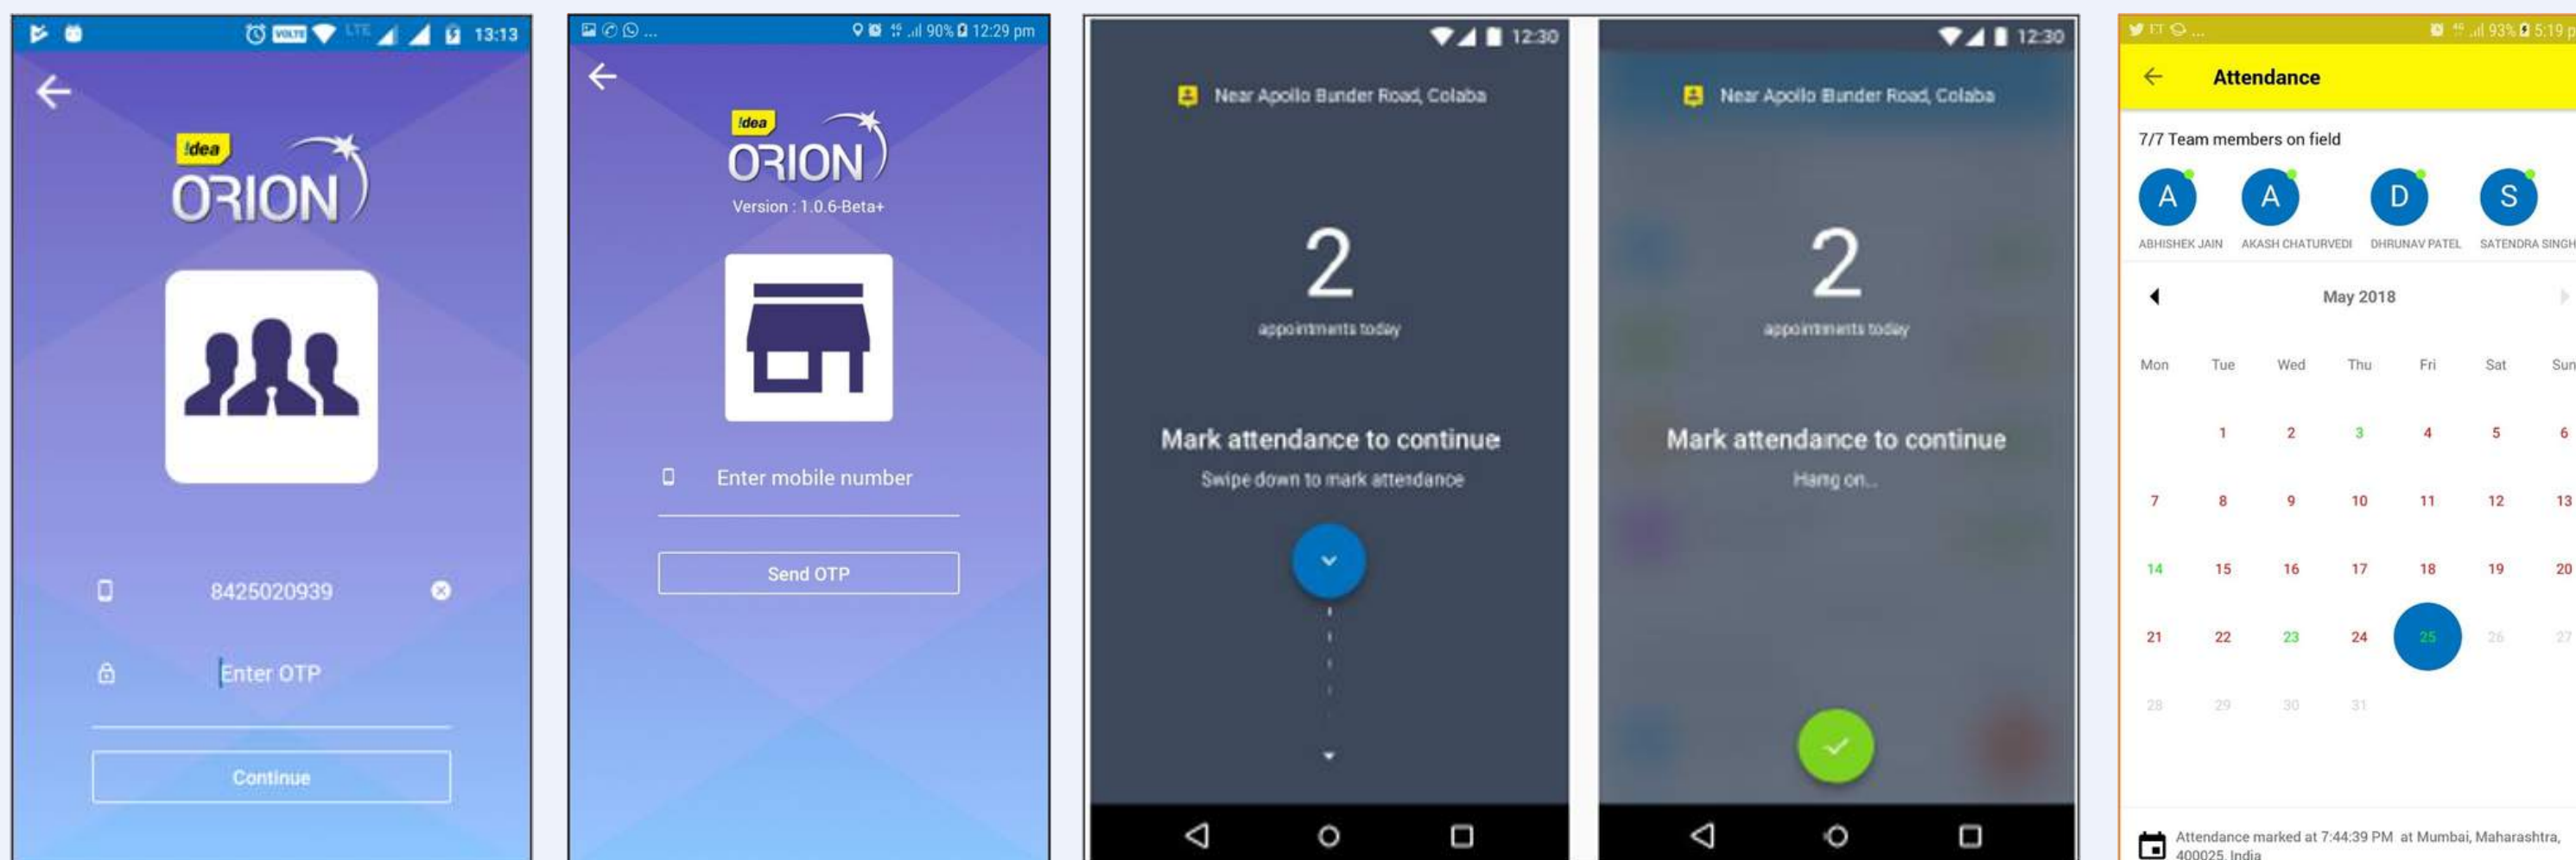 VOLTE LTE 13:13
!dea
ORION
8425020939
Enter OTP
Continue
... 4G 90% 12:29 pm
!dea
ORION
Version : 1.0.6-Beta+
Enter mobile number
Send OTP
12:30
Near Apollo Bunder Road, Colaba
2
appointments today
Mark attendance to continue
Swipe down to mark attendance
12:30
Near Apollo Bunder Road, Colaba
2
appointments today
Mark attendance to continue
Hang on...
ET ... 4G 93% 5:19 p
Attendance
7/7 Team members on field
A A D S
ABHISHEK JAIN AKASH CHATURVEDI DHRUNAV PATEL SATENDRA SINGH
May 2018
Mon Tue Wed Thu Fri Sat Sun
1 2 3 4 5 6
7 8 9 10 11 12 13
14 15 16 17 18 19 20
21 22 23 24 25 26 27
28 29 30 31
Attendance marked at 7:44:39 PM at Mumbai, Maharashtra,
400025, India